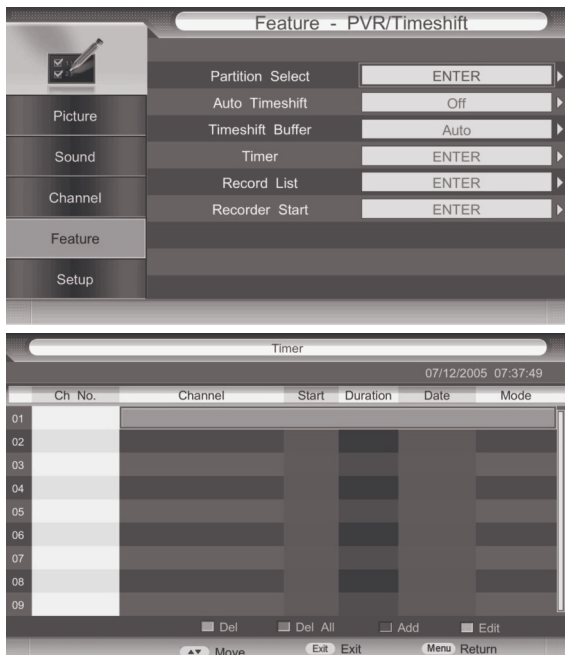 Feature - PVR/Timeshift
Partition Select ENTER
Auto Timeshift Off
Timeshift Buffer Auto
Timer ENTER
Record List ENTER
Recorder Start ENTER
Picture
Sound
Channel
Feature
Setup
Timer
07/12/2005 07:37:49
Ch No. Channel Start Duration Date Mode
01
02
03
04
05
06
07
08
09
Del Del All Add Edit
Move Exit Exit Menu Return